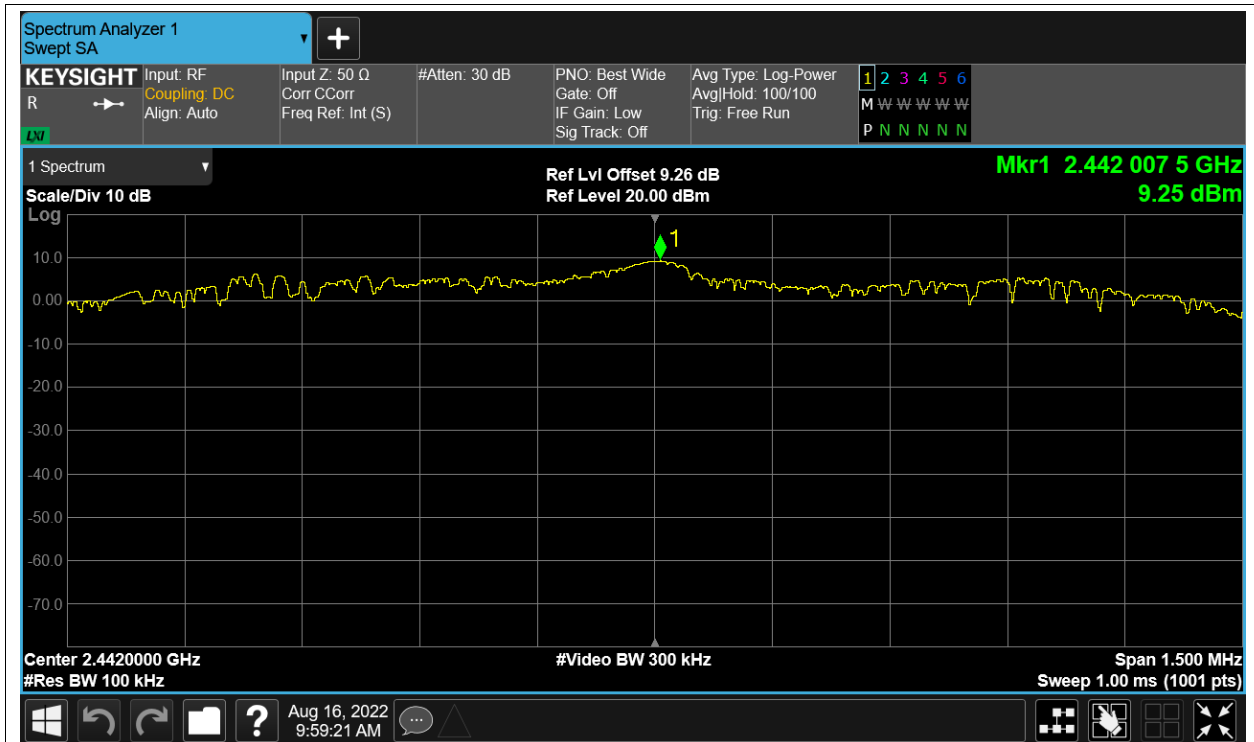 Spectrum Analyzer 1
Swept SA
+
KEYSIGHT
R
LXI
Input: RF
Coupling: DC
Align: Auto
Input Z: 50 Ω
Corr CCorr
Freq Ref: Int (S)
#Atten: 30 dB
PNO: Best Wide
Gate: Off
IF Gain: Low
Sig Track: Off
Avg Type: Log-Power
Avg|Hold: 100/100
Trig: Free Run
1 2 3 4 5 6
M W W W W W
P N N N N N
1 Spectrum
Scale/Div 10 dB
Log
Ref Lvl Offset 9.26 dB
Ref Level 20.00 dBm
Mkr1 2.442 007 5 GHz
9.25 dBm
1
10.0
0.00
-10.0
-20.0
-30.0
-40.0
-50.0
-60.0
-70.0
Center 2.4420000 GHz
#Res BW 100 kHz
#Video BW 300 kHz
Span 1.500 MHz
Sweep 1.00 ms (1001 pts)
?
Aug 16, 2022
9:59:21 AM